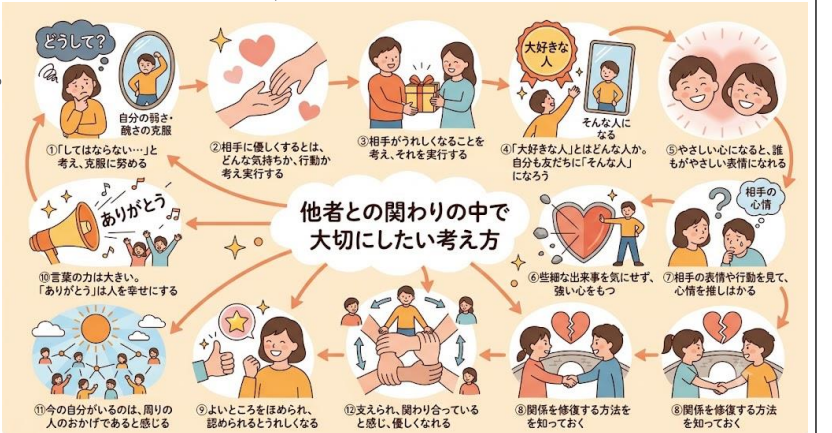 どうして?
自分の弱さ・
醜さの克服
①「してはならない…」と
考え、克服に努める
②相手に優しくするとは、
どんな気持ちか、行動か
考え実行する
③相手がうれしくなることを
考え、それを実行する
大好きな
人
そんな人に
なる
④「大好きな人」とはどんな人か。
自分も友だちに「そんな人」
になろう
⑤やさしい心になると、誰
もがやさしい表情になれる
他者との関わりの中で
大切にしたい考え方
ありがとう
⑩言葉の力は大きい。
「ありがとう」は人を幸せにする
⑥些細な出来事を気にせず、
強い心をもつ
?
相手の
心情
⑦相手の表情や行動を見て、
心情を推しはかる
⑪今の自分がいるのは、周りの
人のおかげであると感じる
⑨よいところをほめられ、
認められるとうれしくなる
⑫支えられ、関わり合っている
と感じ、優しくなれる
⑧関係を修復する方法を
を知っておく
⑧関係を修復する方法
を知っておく